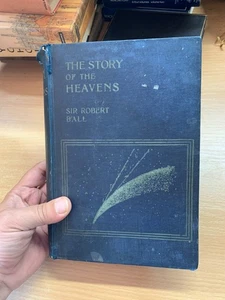 THE STORY
OF THE
HEAVENS
SIR ROBERT
BALL